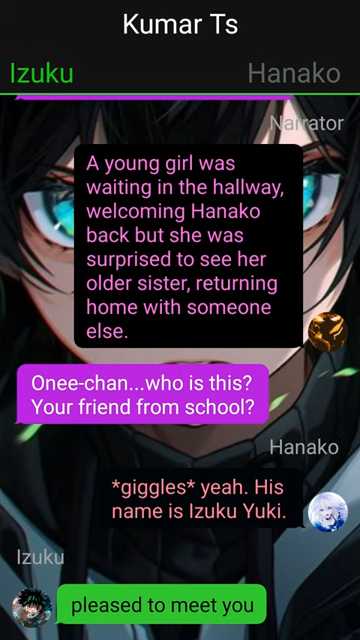 Kumar Ts
Izuku
Hanako
Narrator
A young girl was
waiting in the hallway,
welcoming Hanako
back but she was
surprised to see her
older sister, returning
home with someone
else.
Onee-chan...who is this?
Your friend from school?
Hanako
*giggles* yeah. His
name is Izuku Yuki.
Izuku
pleased to meet you